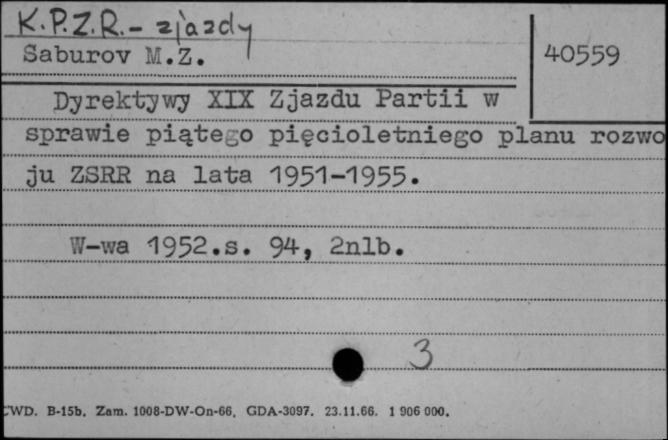 K.P.Z.R. - zjazdy
Saburov M.Z.
40559
Dyrektywy XIX Zjazdu Partii w
sprawie piątego pięcioletniego planu rozwo
ju ZSRR na lata 1951-1955.
W-wa 1952.s. 94, 2nlb.
3
CWD. B-15b. Zam. 1008-DW-On-66. GDA-3097. 23.11.66. 1 906 000.